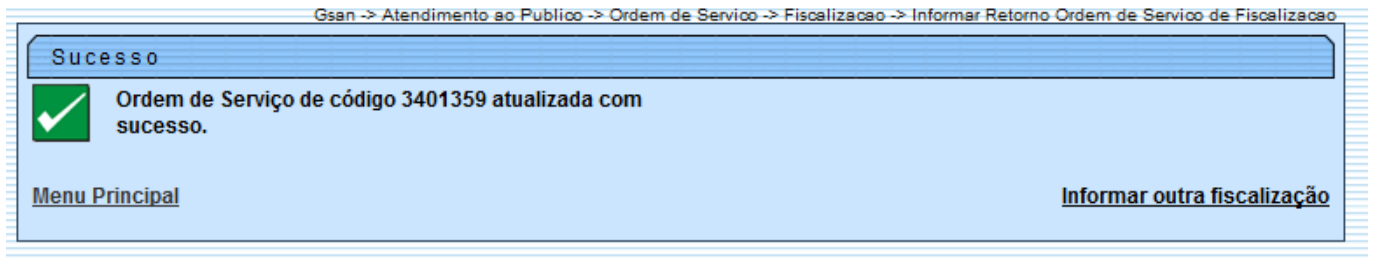 Gsan -> Atendimento ao Publico -> Ordem de Servico -> Fiscalizacao -> Informar Retorno Ordem de Servico de Fiscalizacao
Sucesso
Ordem de Serviço de código 3401359 atualizada com
sucesso.
Menu Principal
Informar outra fiscalização